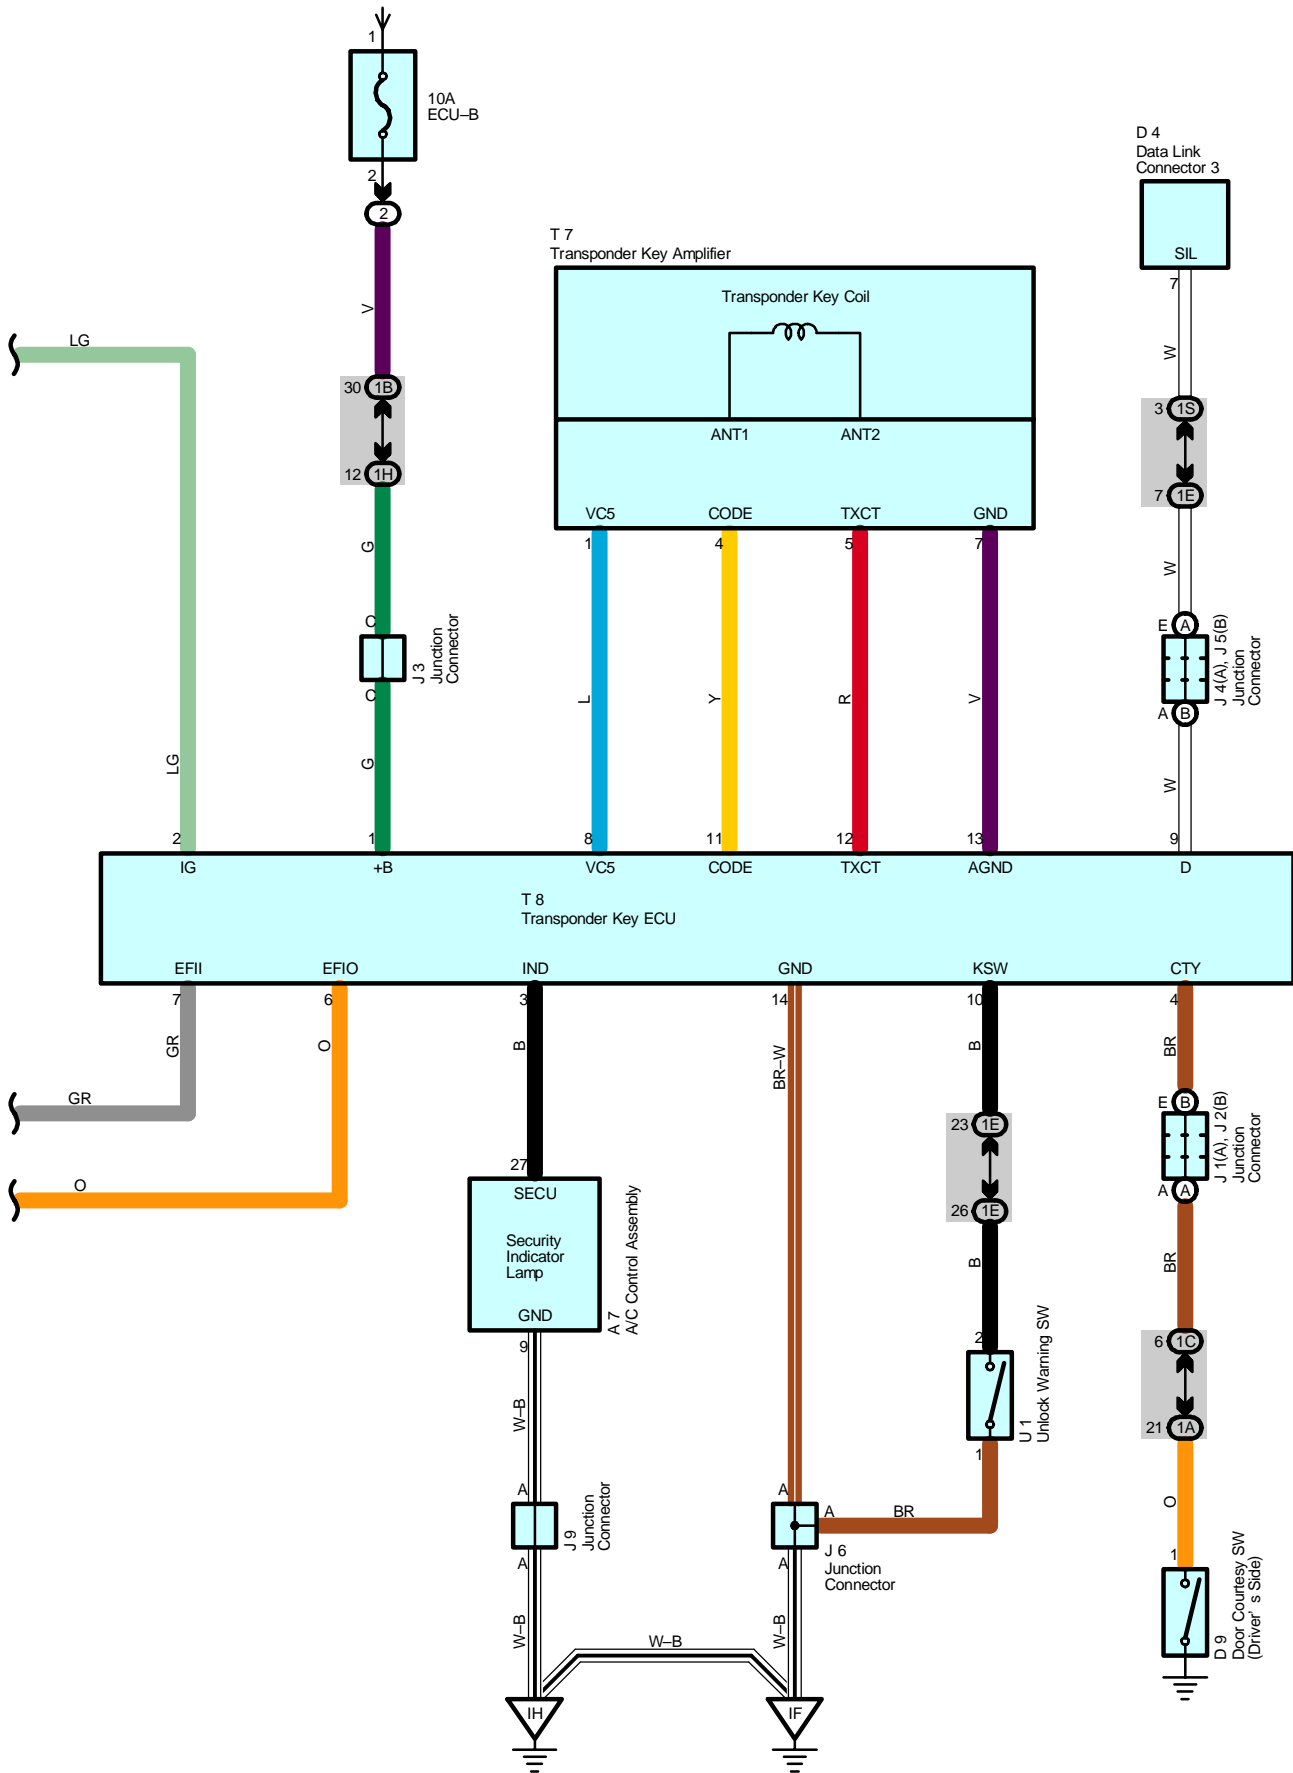 1
10A
ECU–B
2
2
V
30 1B
12 1H
G
C
J 3
Junction
Connector
C
G
LG
LG
T 7
Transponder Key Amplifier
Transponder Key Coil
ANT1 ANT2
VC5 CODE TXCT GND
1 4 5 7
L Y R V
D 4
Data Link
Connector 3
SIL
7
W
3 1S
7 1E
W
E A
J 4(A), J 5(B)
Junction
Connector
A B
W
2 1 8 11 12 13 9
IG +B VC5 CODE TXCT AGND D
T 8
Transponder Key ECU
EFII EFIO IND GND KSW CTY
7 6 3 14 10 4
GR O B BR–W B BR
GR
O
27
SECU
Security
Indicator
Lamp
GND
A 7
A/C Control Assembly
9
W–B
A
J 9
Junction
Connector
A
W–B
W–B
IH
A
A
BR
J 6
Junction
Connector
A
W–B
IF
23 1E
26 1E
B
2
U 1
Unlock Warning SW
1
E B
J 1(A), J 2(B)
Junction
Connector
A A
BR
6 1C
21 1A
O
1
D 9
Door Courtesy SW
(Driver' s Side)